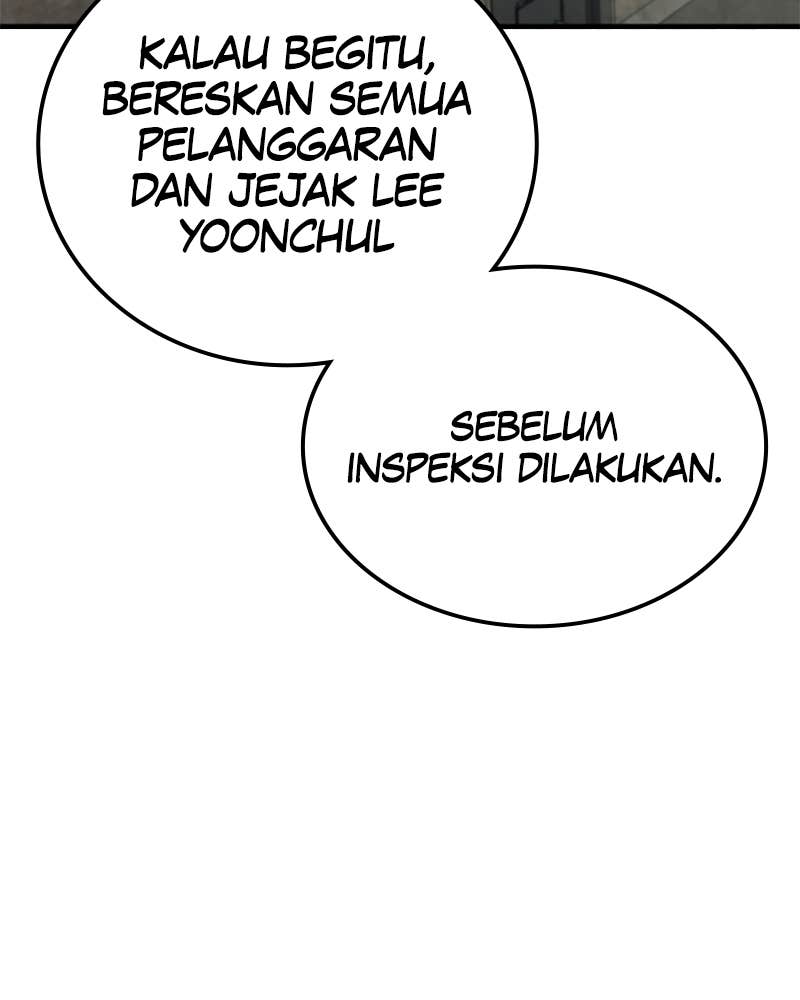 KALAU BEGITU,
BERESKAN SEMUA
PELANGGARAN
DAN JEJAK LEE
YOONCHUL
SEBELUM
INSPEKSI DILAKUKAN.